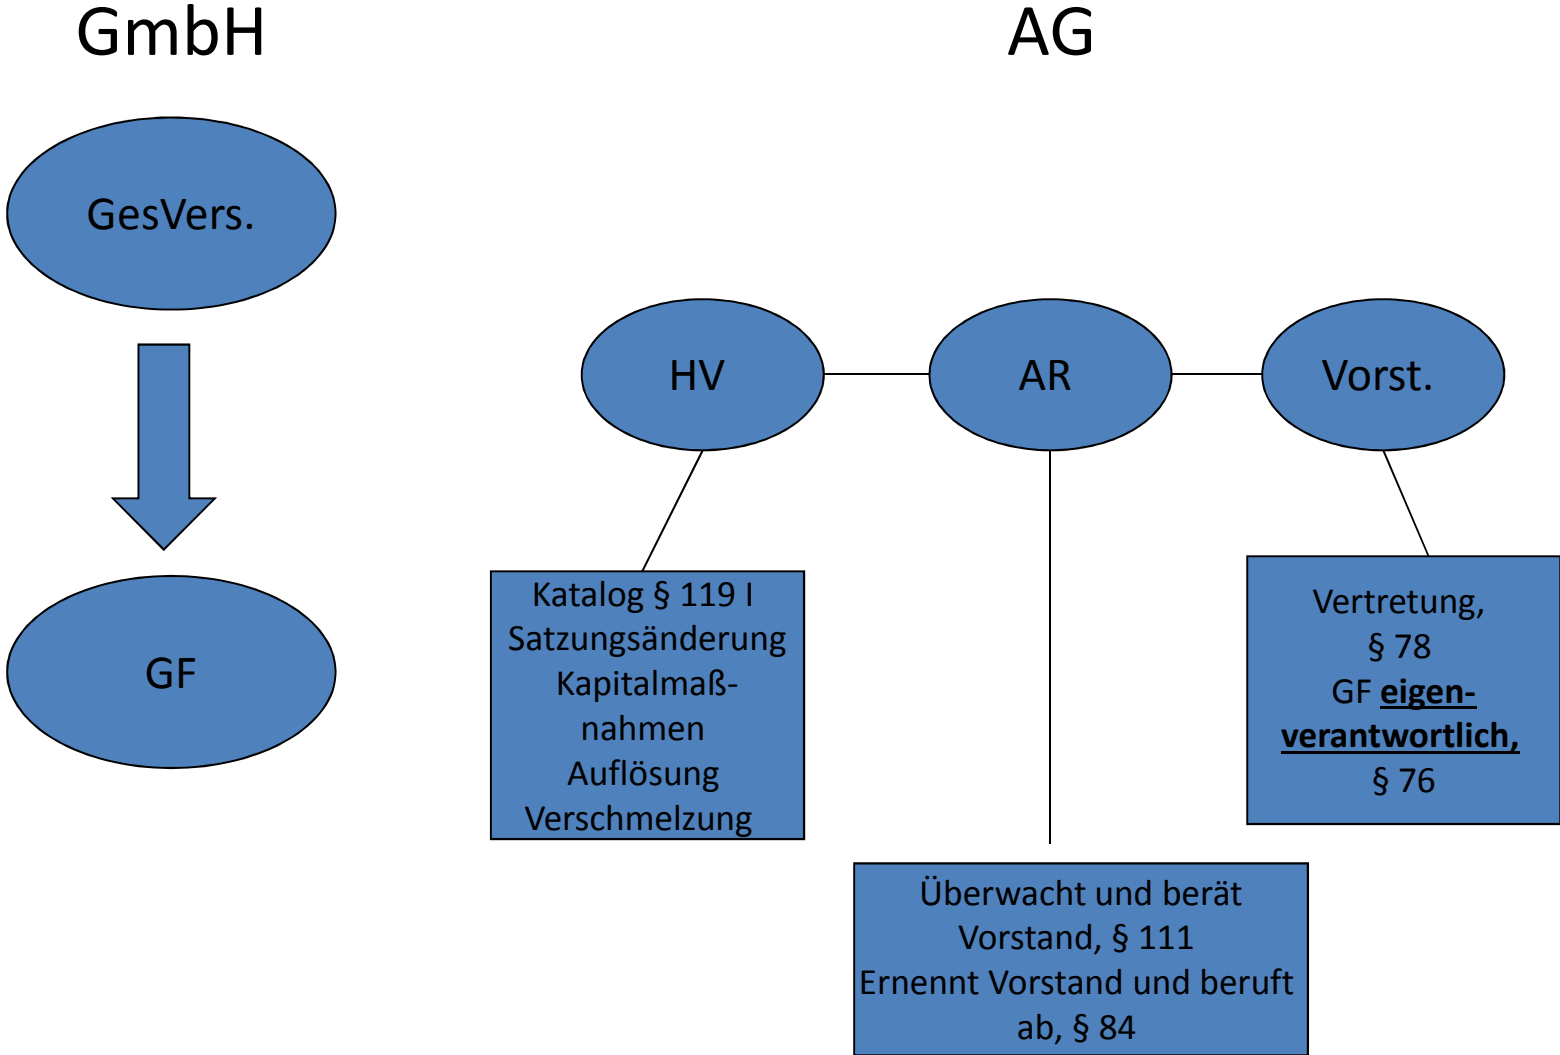 GmbH
AG
GesVers.
GF
HV
AR
Vorst.
Katalog § 119 I
Satzungsänderung
Kapitalmaß-
nahmen
Auflösung
Verschmelzung
Überwacht und berät
Vorstand, § 111
Ernennt Vorstand und beruft
ab, § 84
Vertretung,
§ 78
GF eigen-
verantwortlich,
§ 76